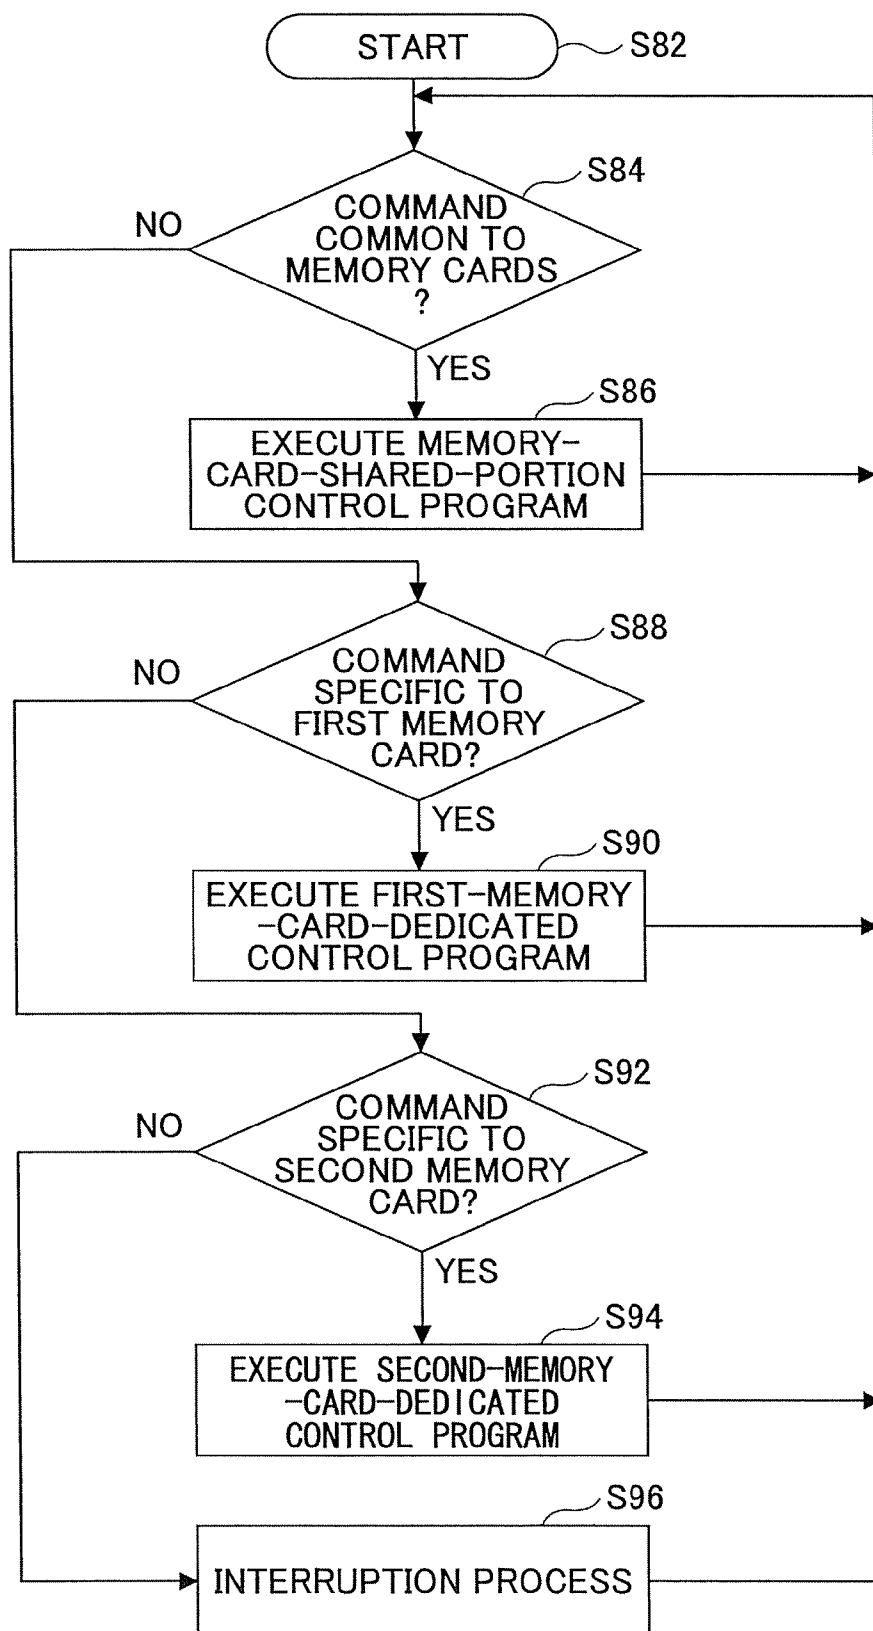 START
S82
S84
NO
COMMAND
COMMON TO
MEMORY CARDS
?
YES
S86
EXECUTE MEMORY-
CARD-SHARED-PORTION
CONTROL PROGRAM
S88
NO
COMMAND
SPECIFIC TO
FIRST MEMORY
CARD?
YES
S90
EXECUTE FIRST-MEMORY
-CARD-DEDICATED
CONTROL PROGRAM
S92
NO
COMMAND
SPECIFIC TO
SECOND MEMORY
CARD?
YES
S94
EXECUTE SECOND-MEMORY
-CARD-DEDICATED
CONTROL PROGRAM
S96
INTERRUPTION PROCESS